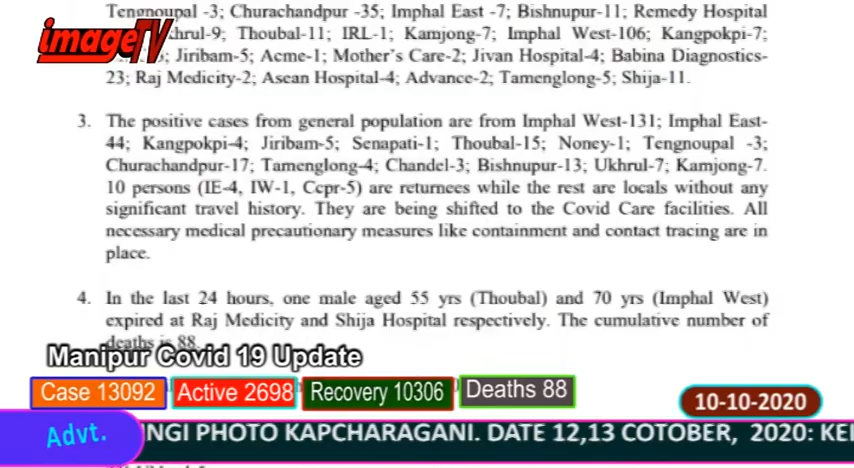 Tengnoupal -3; Churachandpur -35; Imphal East -7; Bishnupur-11; Remedy Hospital
imageTV
khrul-9; Thoubal-11; IRL-1; Kamjong-7; Imphal West-106; Kangpokpi-7;
Jiribam-5; Acme-1; Mother's Care-2; Jivan Hospital-4; Babina Diagnostics-
23; Raj Medicity-2; Asean Hospital-4; Advance-2; Tamenglong-5; Shija-11.
3. The positive cases from general population are from Imphal West-131; Imphal East-
44; Kangpokpi-4; Jiribam-5; Senapati-1; Thoubal-15; Noney-1; Tengnoupal -3;
Churachandpur-17; Tamenglong-4; Chandel-3; Bishnupur-13; Ukhrul-7; Kamjong-7.
10 persons (IE-4, IW-1, Ccpr-5) are returnees while the rest are locals without any
significant travel history. They are being shifted to the Covid Care facilities. All
necessary medical precautionary measures like containment and contact tracing are in
place.
4. In the last 24 hours, one male aged 55 yrs (Thoubal) and 70 yrs (Imphal West)
expired at Raj Medicity and Shija Hospital respectively. The cumulative number of
deaths is 88.
Manipur Covid 19 Update
Case 13092 Active 2698 Recovery 10306 Deaths 88
10-10-2020
Advt. NGI PHOTO KAPCHARAGANI. DATE 12,13 COTOBER, 2020: KEI